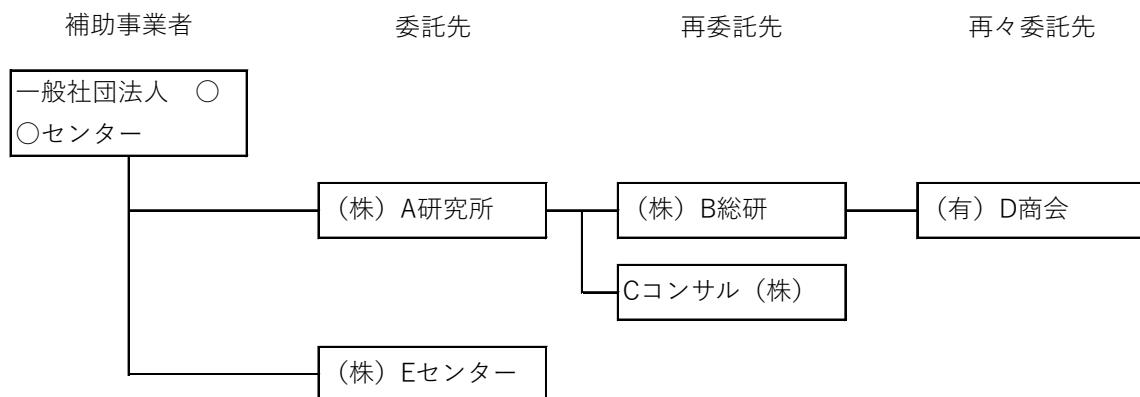 補助事業者
委託先
再委託先
再々委託先
一般社団法人　○
○センター
（株）A研究所
（株）B総研
（有）D商会
Cコンサル（株）
（株）Eセンター